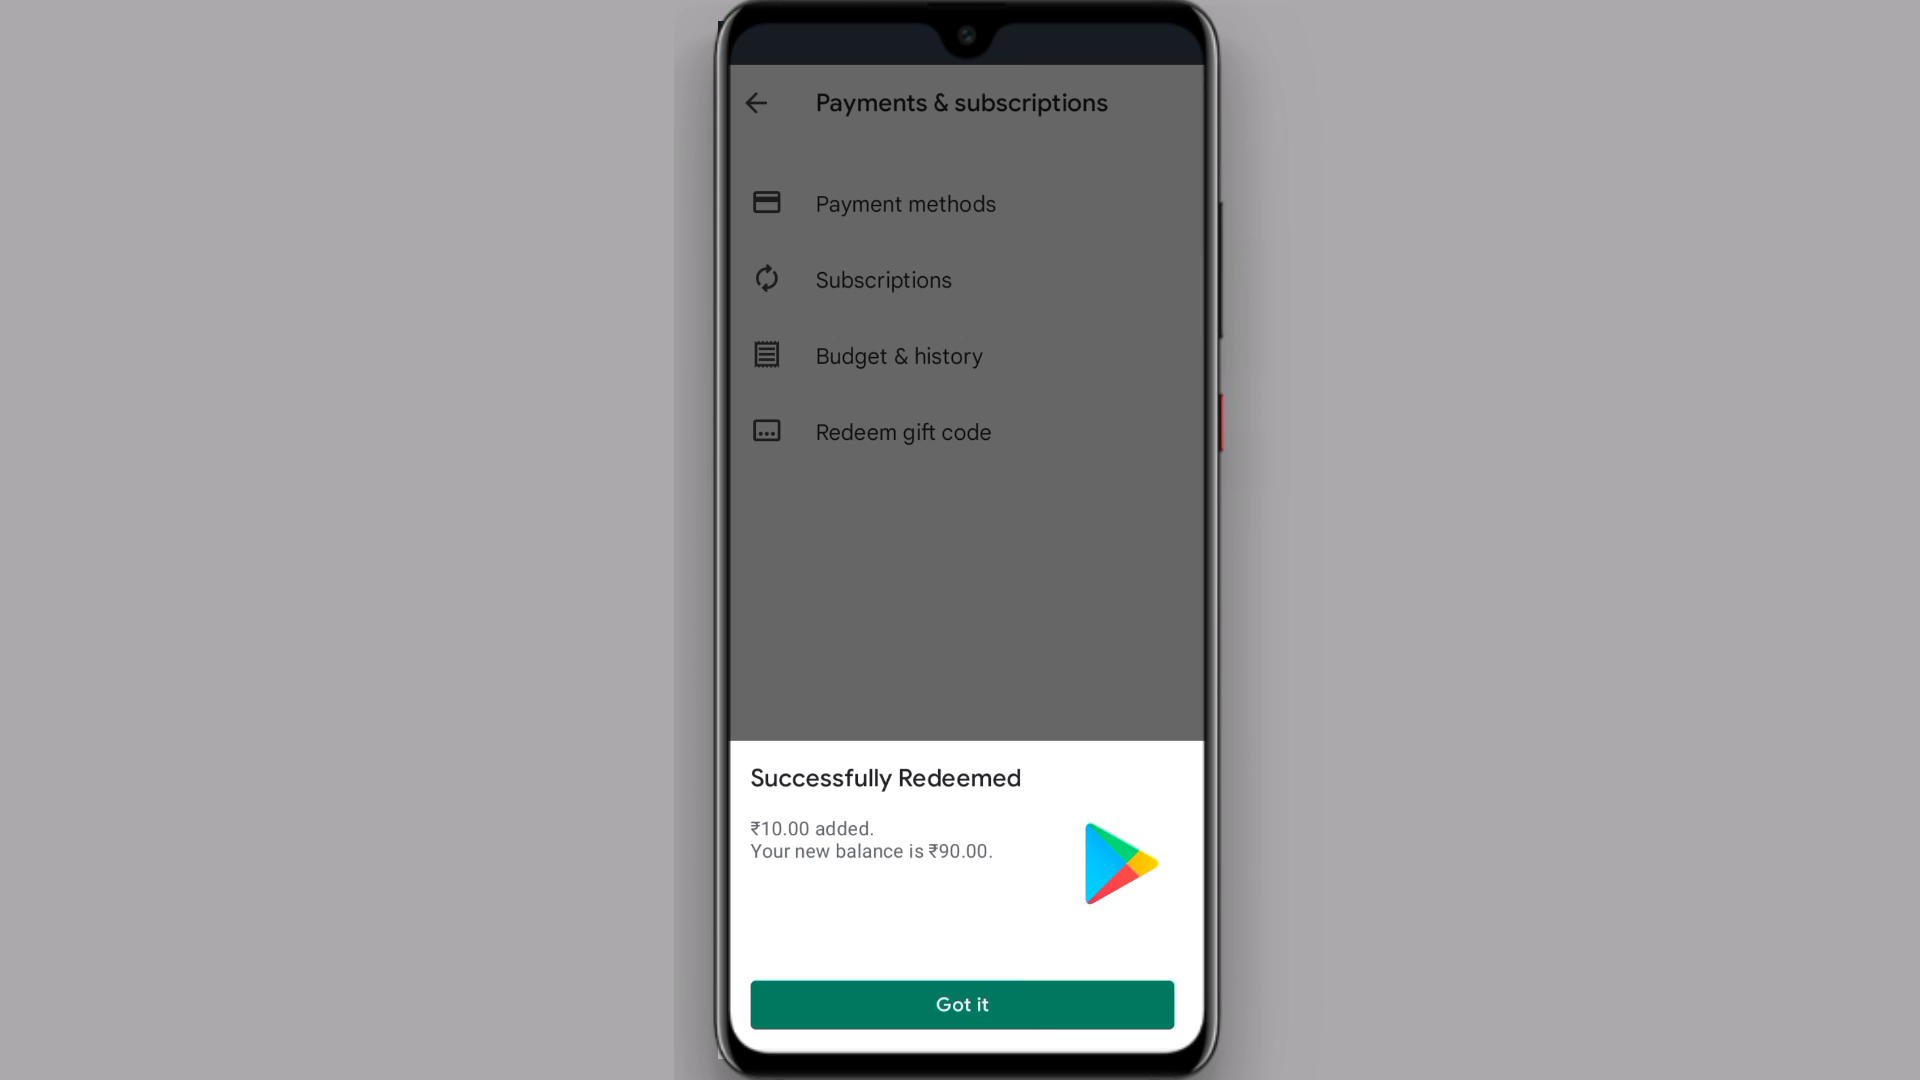 Payments & subscriptions
Payment methods
Subscriptions
Budget & history
Redeem gift code
Successfully Redeemed
₹10.00 added.
Your new balance is ₹90.00.
Got it